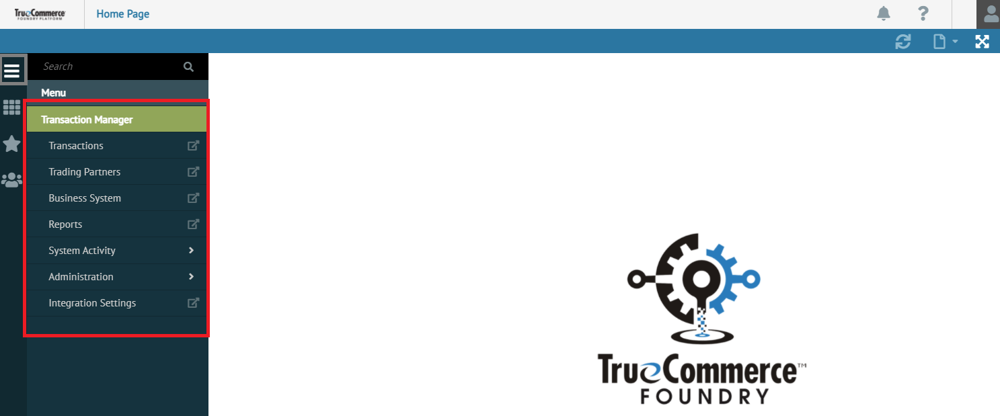 TrueCommerce
FOUNDRY PLATFORM
Home Page
?
Search
Menu
Transaction Manager
Transactions
Trading Partners
Business System
Reports
System Activity
Administration
Integration Settings
TrueCommerce™
FOUNDRY